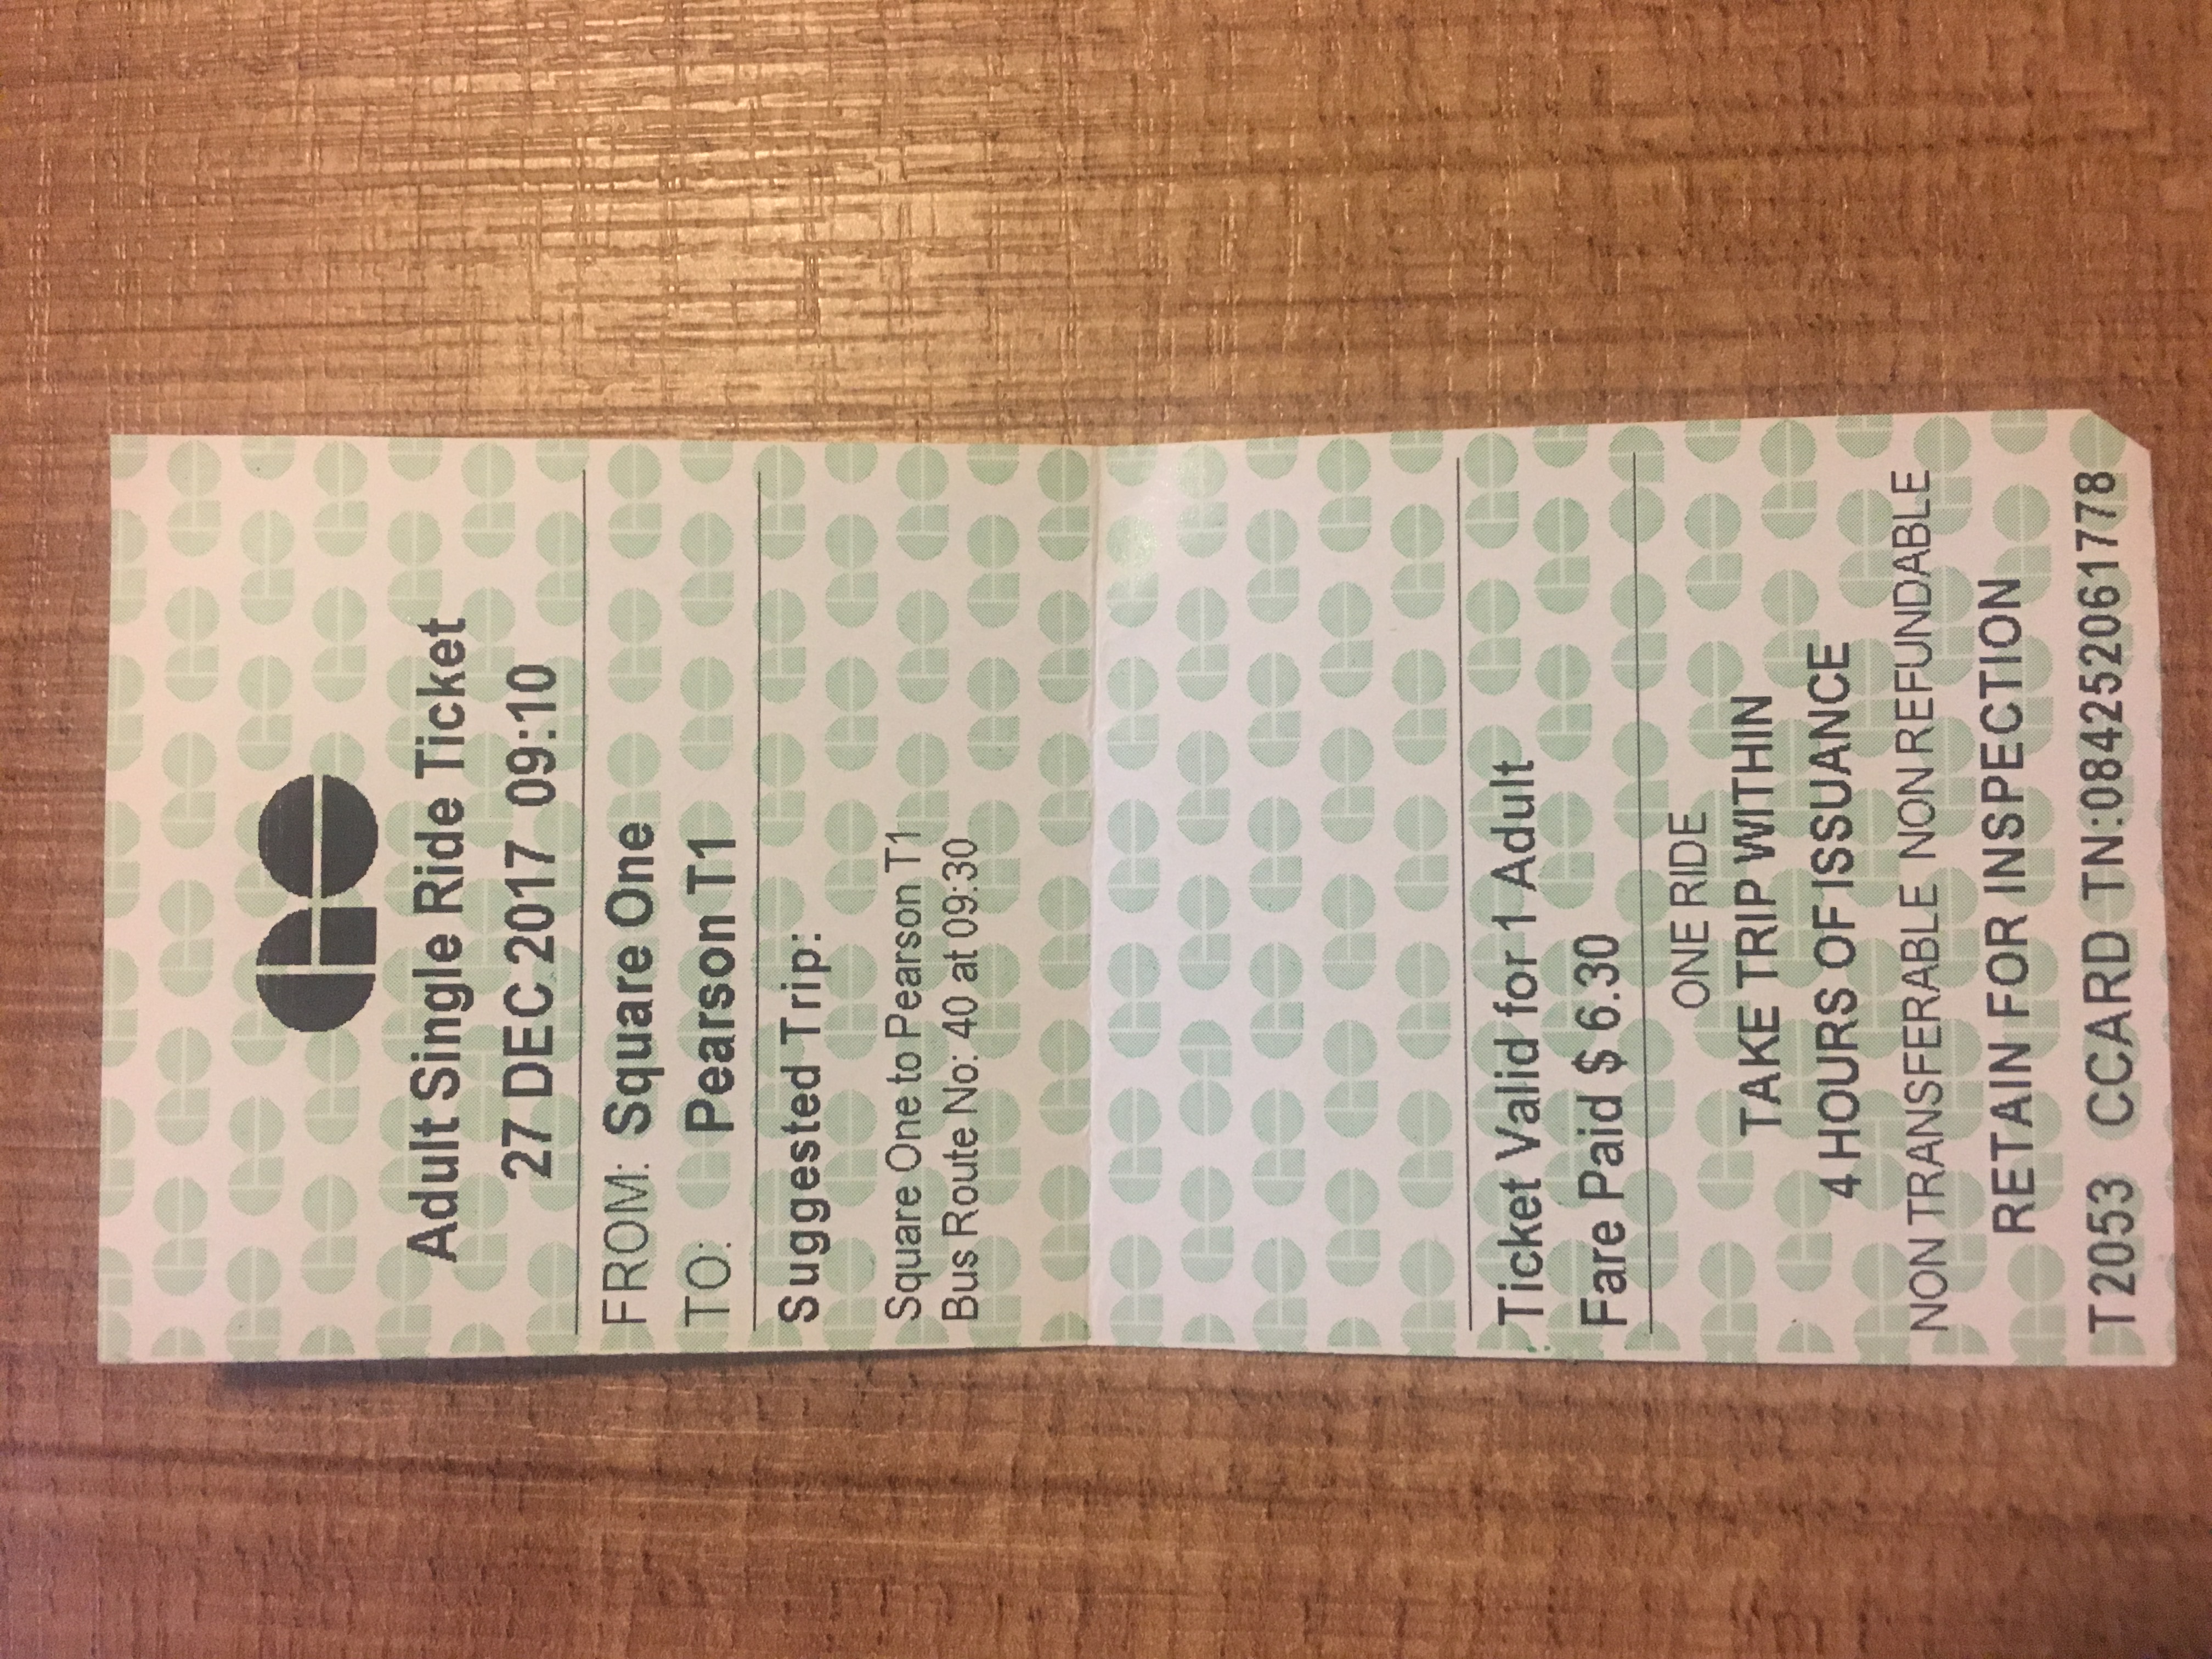 GO
Adult Single Ride Ticket
27 DEC 2017 09:10
FROM: Square One
TO: Pearson T1
Suggested Trip:
Square One to Pearson T1
Bus Route No: 40 at 09:30
Ticket Valid for 1 Adult
Fare Paid $ 6.30
ONE RIDE
TAKE TRIP WITHIN
4 HOURS OF ISSUANCE
NON TRANSFERABLE NON REFUNDABLE
RETAIN FOR INSPECTION
T2053 CCARD TN:084252061778